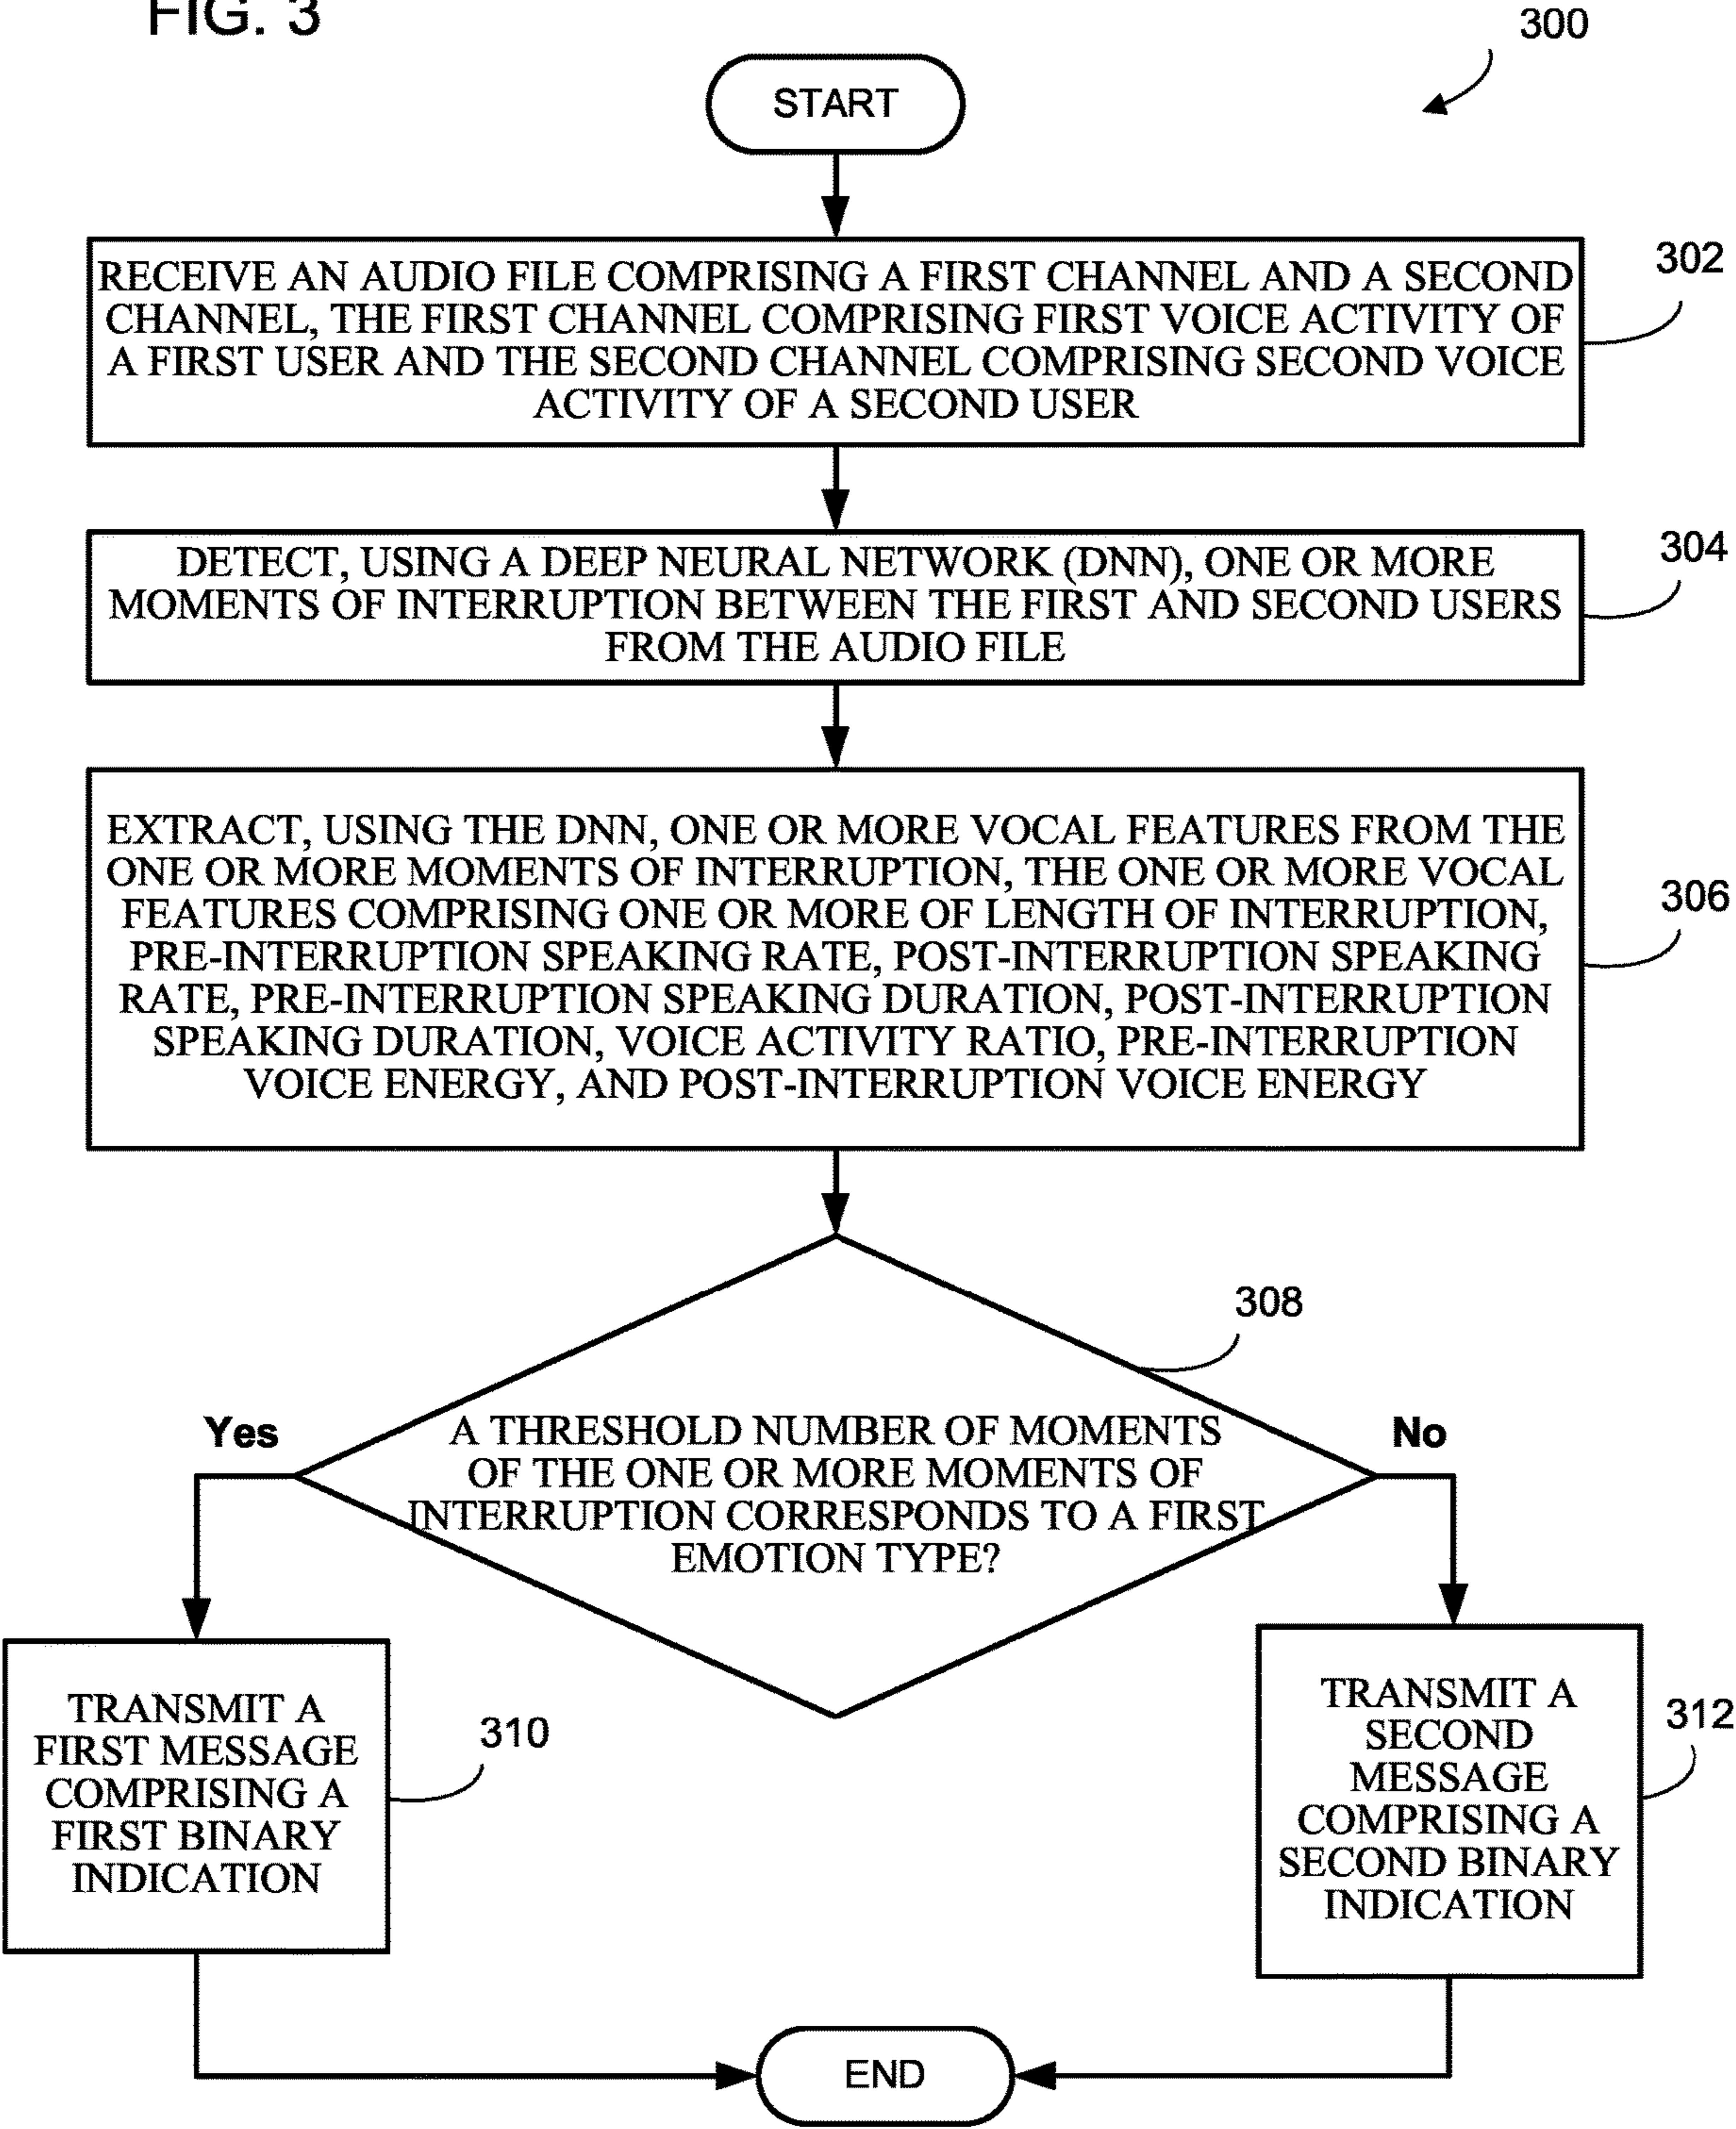 FIG. 3
300
START
302
RECEIVE AN AUDIO FILE COMPRISING A FIRST CHANNEL AND A SECOND
CHANNEL, THE FIRST CHANNEL COMPRISING FIRST VOICE ACTIVITY OF
A FIRST USER AND THE SECOND CHANNEL COMPRISING SECOND VOICE
ACTIVITY OF A SECOND USER
304
DETECT, USING A DEEP NEURAL NETWORK (DNN), ONE OR MORE
MOMENTS OF INTERRUPTION BETWEEN THE FIRST AND SECOND USERS
FROM THE AUDIO FILE
306
EXTRACT, USING THE DNN, ONE OR MORE VOCAL FEATURES FROM THE
ONE OR MORE MOMENTS OF INTERRUPTION, THE ONE OR MORE VOCAL
FEATURES COMPRISING ONE OR MORE OF LENGTH OF INTERRUPTION,
PRE-INTERRUPTION SPEAKING RATE, POST-INTERRUPTION SPEAKING
RATE, PRE-INTERRUPTION SPEAKING DURATION, POST-INTERRUPTION
SPEAKING DURATION, VOICE ACTIVITY RATIO, PRE-INTERRUPTION
VOICE ENERGY, AND POST-INTERRUPTION VOICE ENERGY
308
A THRESHOLD NUMBER OF MOMENTS
OF THE ONE OR MORE MOMENTS OF
INTERRUPTION CORRESPONDS TO A FIRST
EMOTION TYPE?
Yes
No
310
TRANSMIT A
FIRST MESSAGE
COMPRISING A
FIRST BINARY
INDICATION
312
TRANSMIT A
SECOND
MESSAGE
COMPRISING A
SECOND BINARY
INDICATION
END